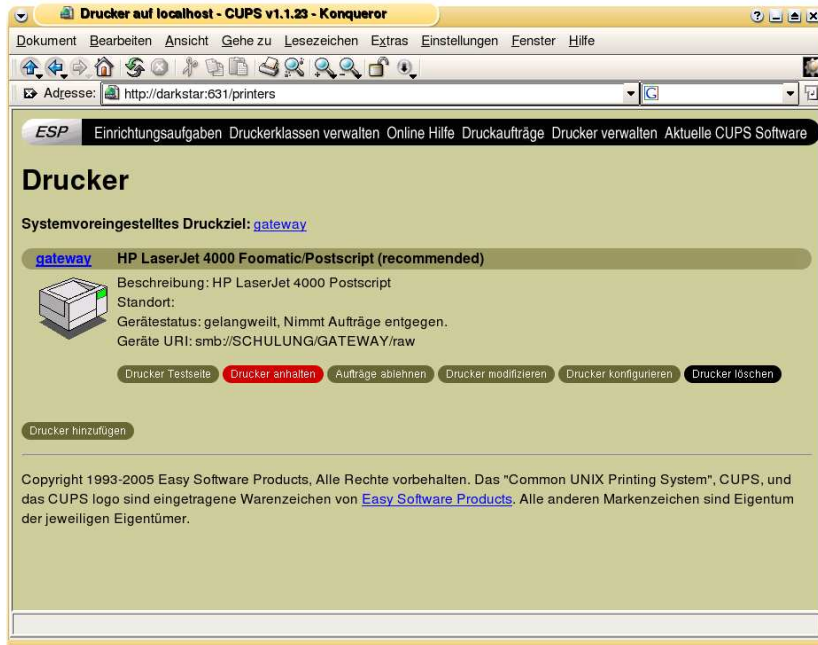 Drucker auf localhost - CUPS v1.1.23 - Konqueror
Dokument Bearbeiten Ansicht Gehe zu Lesezeichen Extras Einstellungen Fenster Hilfe
Adresse: http://darkstar:631/printers
ESP Einrichtungsaufgaben Druckerklassen verwalten Online Hilfe Druckaufträge Drucker verwalten Aktuelle CUPS Software
Drucker
Systemvoreingestelltes Druckziel: gateway
gateway HP LaserJet 4000 Foomatic/Postscript (recommended)
Beschreibung: HP LaserJet 4000 Postscript
Standort:
Gerätestatus: gelangweilt, Nimmt Aufträge entgegen.
Geräte URI: smb://SCHULUNG/GATEWAY/raw
Drucker Testseite Drucker anhalten Aufträge ablehnen Drucker modifizieren Drucker konfigurieren Drucker löschen
Drucker hinzufügen
Copyright 1993-2005 Easy Software Products, Alle Rechte vorbehalten. Das "Common UNIX Printing System", CUPS, und
das CUPS logo sind eingetragene Warenzeichen von Easy Software Products. Alle anderen Markenzeichen sind Eigentum
der jeweiligen Eigentümer.